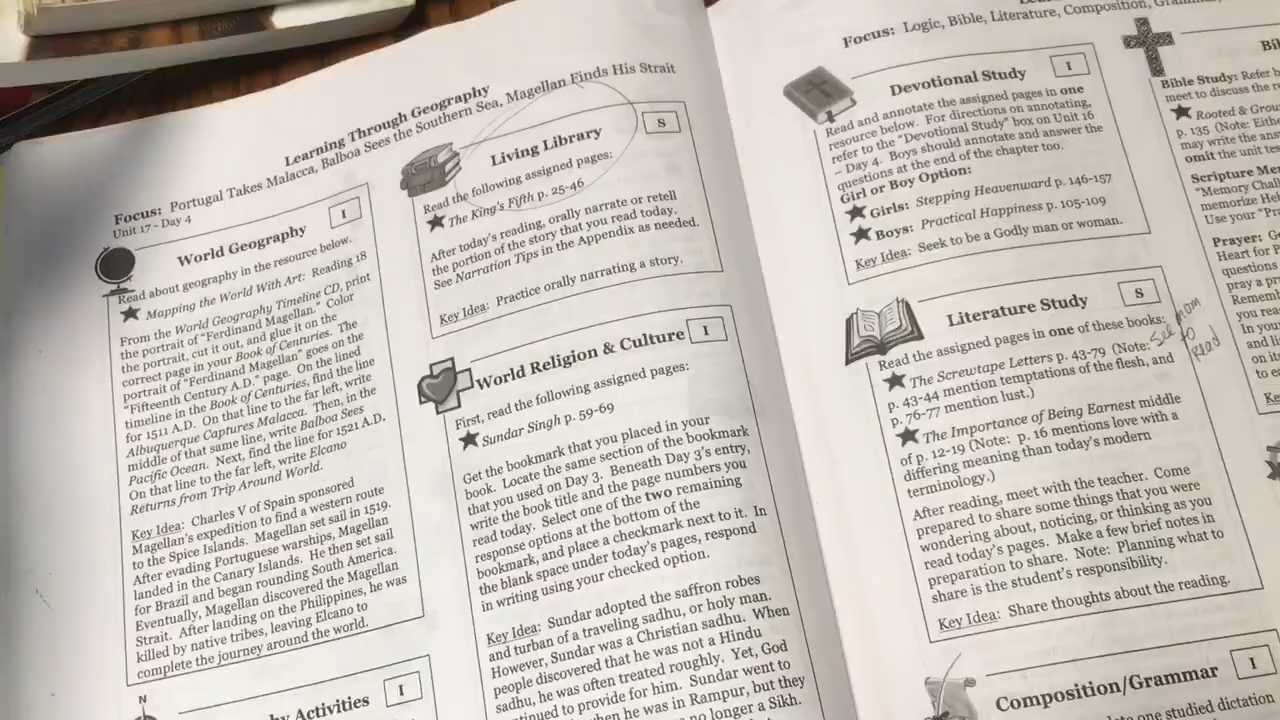 Learning Through Geography
Focus: Portugal Takes Malacca, Balboa Sees the Southern Sea, Magellan Finds His Strait
Unit 17 - Day 4
World Geography
I
Read about geography in the resource below.
Mapping the World With Art: Reading 18
From the World Geography Timeline CD, print
the portrait of "Ferdinand Magellan." Color
the portrait, cut it out, and glue it on the
correct page in your Book of Centuries. The
portrait of "Ferdinand Magellan" goes on the
"Fifteenth Century A.D." page. On the lined
timeline in the Book of Centuries, find the line
for 1511 A.D. On that line to the far left, write
Albuquerque Captures Malacca. Then, in the
middle of that same line, write Balboa Sees
Pacific Ocean. Next, find the line for 1521 A.D.
On that line to the far left, write Elcano
Returns from Trip Around World.
Key Idea: Charles V of Spain sponsored
Magellan's expedition to find a western route
to the Spice Islands. Magellan set sail in 1519.
After evading Portuguese warships, Magellan
landed in the Canary Islands. He then set sail
for Brazil and began rounding South America.
Eventually, Magellan discovered the Magellan
Strait. After landing on the Philippines, he was
killed by native tribes, leaving Elcano to
complete the journey around the world.
N
Activities
I
Living Library
S
Read the following assigned pages:
The King's Fifth p. 25-46
After today's reading, orally narrate or retell
the portion of the story that you read today.
See Narration Tips in the Appendix as needed.
Key Idea: Practice orally narrating a story.
World Religion & Culture
I
First, read the following assigned pages:
Sundar Singh p. 59-69
Get the bookmark that you placed in your
book. Locate the same section of the bookmark
that you used on Day 3. Beneath Day 3's entry,
write the book title and the page numbers you
read today. Select one of the two remaining
response options at the bottom of the
bookmark, and place a checkmark next to it. In
the blank space under today's pages, respond
in writing using your checked option.
Key Idea: Sundar adopted the saffron robes
and turban of a traveling sadhu, or holy man.
However, Sundar was a Christian sadhu. When
people discovered that he was not a Hindu
sadhu, he was often treated roughly. Yet, God
continued to provide for him. Sundar went to
when he was in Rampur, but they
no longer a Sikh.
Focus: Logic, Bible, Literature, Composition,
Devotional Study
I
Read and annotate the assigned pages in one
resource below. For directions on annotating,
refer to the "Devotional Study" box on Unit 16
– Day 4. Boys should annotate and answer the
questions at the end of the chapter too.
Girl or Boy Option:
Girls: Stepping Heavenward p. 146-157
Boys: Practical Happiness p. 105-109
Key Idea: Seek to be a Godly man or woman.
Literature Study
S
Read the assigned pages in one of these books:
The Screwtape Letters p. 43-79 (Note:
p. 43-44 mention temptations of the flesh, and
p. 76-77 mention lust.)
The Importance of Being Earnest middle
of p. 12-19 (Note: p. 16 mentions love with a
differing meaning than today's modern
terminology.)
After reading, meet with the teacher. Come
prepared to share some things that you were
wondering about, noticing, or thinking as you
read today's pages. Make a few brief notes in
preparation to share. Note: Planning what to
share is the student's responsibility.
Key Idea: Share thoughts about the reading.
See mom
to
read
Composition/Grammar
I
one studied dictation
Bible Study: Refer
meet to discuss the
Rooted &
p. 135 (Note:
may write the
omit the unit
Scripture
"Memory
memorize
Use your
Prayer:
Heart for
questions
pray a
you
In your
and
on
to